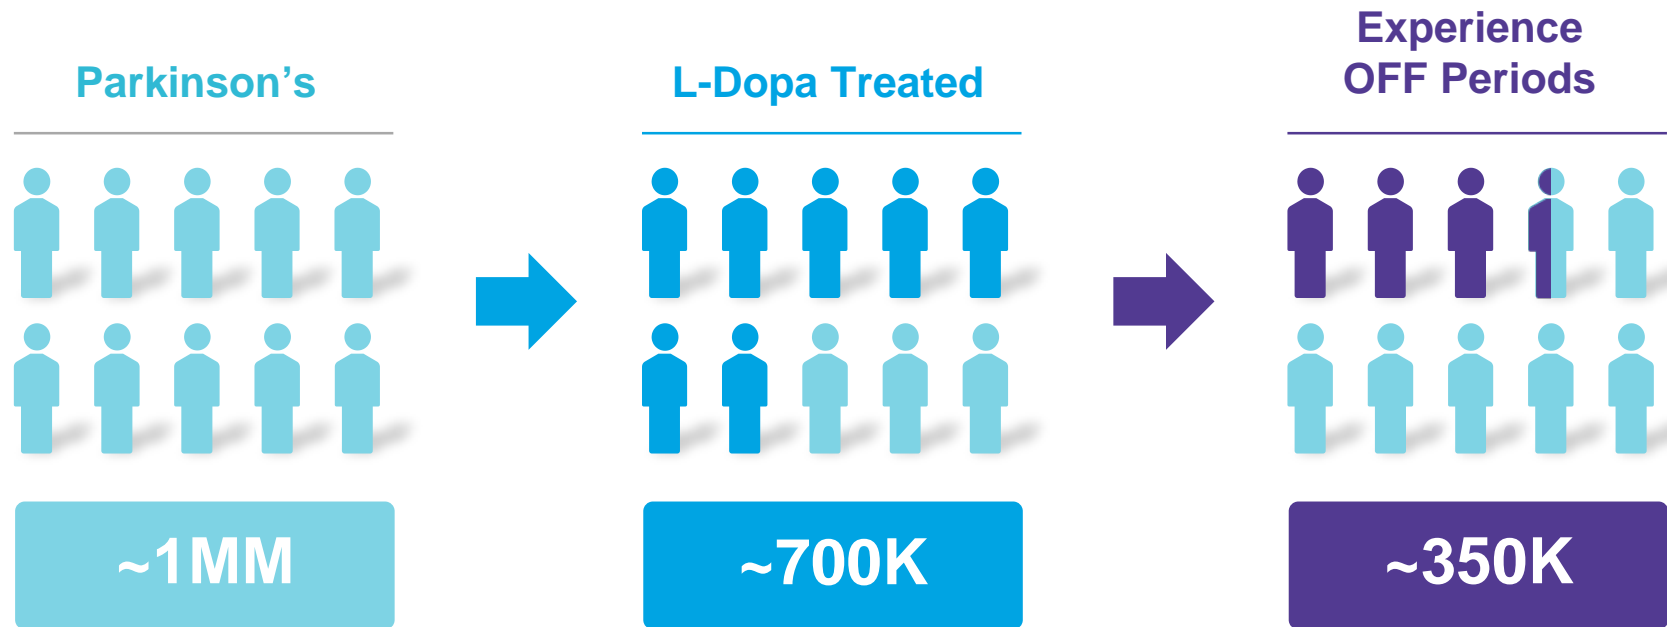 Parkinson's
L-Dopa Treated
Experience
OFF Periods
~1MM
~700K
~350K